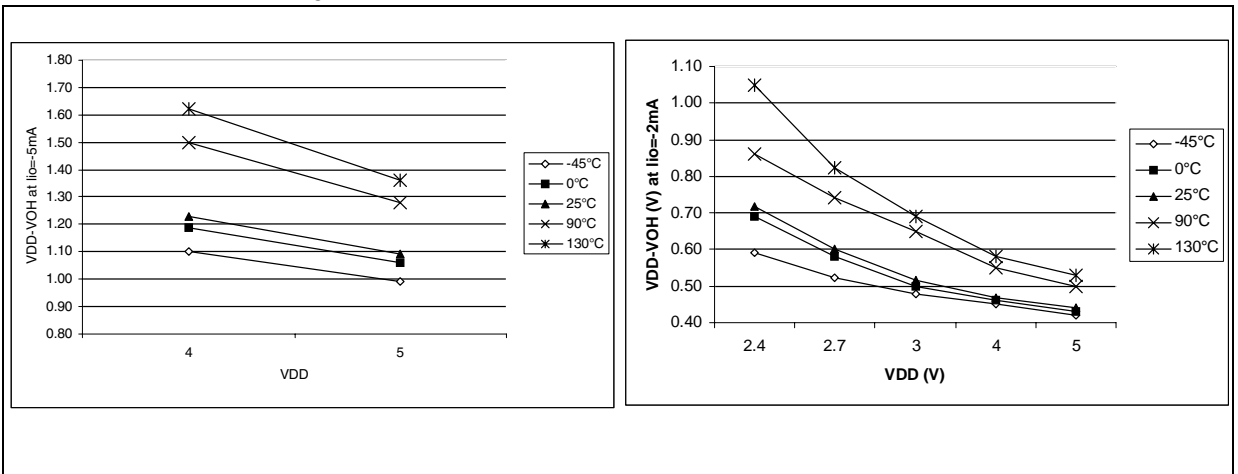 1.80
1.70
1.60
1.50
1.40
1.30
1.20
1.10
1.00
0.90
0.80
VDD-VOH at Iio=-5mA
4
5
VDD
-45°C
0°C
25°C
90°C
130°C
1.10
1.00
0.90
0.80
0.70
0.60
0.50
0.40
VDD-VOH (V) at Iio=-2mA
2.4
2.7
3
4
5
VDD (V)
-45°C
0°C
25°C
90°C
130°C